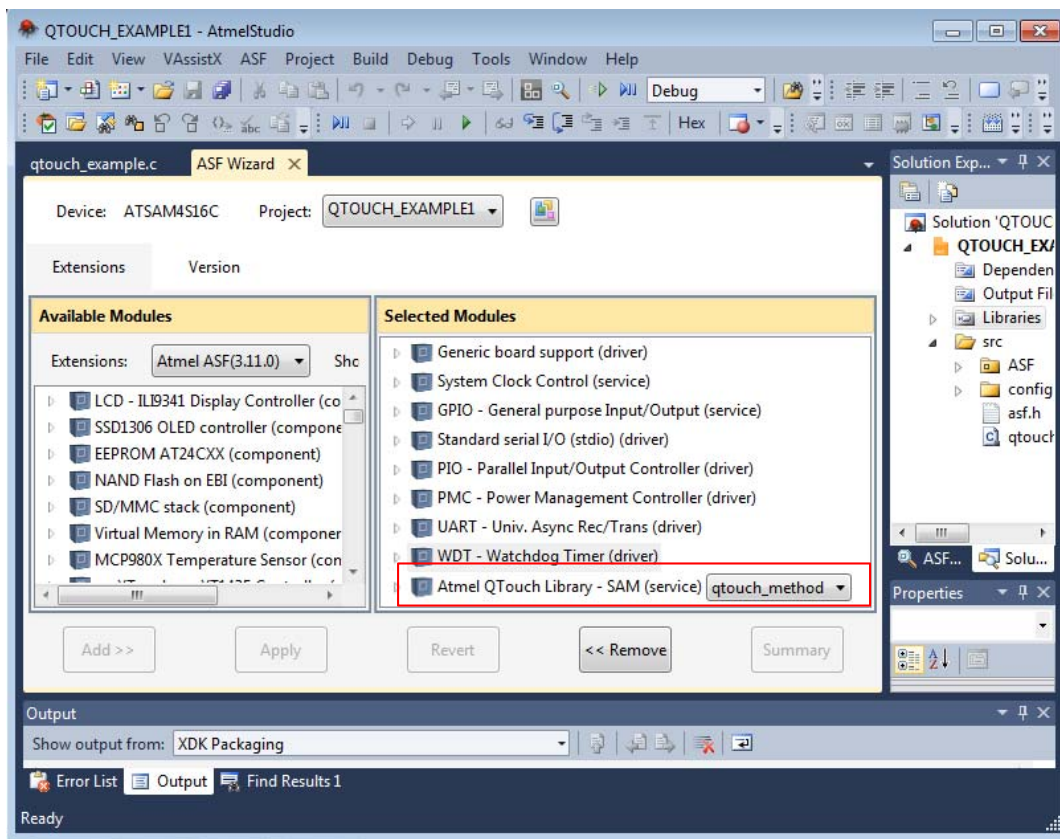 QTOUCH_EXAMPLE1 - AtmelStudio
File Edit View VAssistX ASF Project Build Debug Tools Window Help
Debug
Hex
qtouch_example.c ASF Wizard
Solution Exp...
Device: ATSAM4S16C Project: QTOUCH_EXAMPLE1
Solution 'QTOUC
QTOUCH_EX
Dependen
Output Fil
Libraries
src
ASF
config
asf.h
qtouch
Extensions Version
Available Modules
Extensions: Atmel ASF(3.11.0) Sho
LCD - ILI9341 Display Controller (co
SSD1306 OLED controller (compone
EEPROM AT24CXX (component)
NAND Flash on EBI (component)
SD/MMC stack (component)
Virtual Memory in RAM (componen
MCP980X Temperature Sensor (con
Selected Modules
Generic board support (driver)
System Clock Control (service)
GPIO - General purpose Input/Output (service)
Standard serial I/O (stdio) (driver)
PIO - Parallel Input/Output Controller (driver)
PMC - Power Management Controller (driver)
UART - Univ. Async Rec/Trans (driver)
WDT - Watchdog Timer (driver)
Atmel QTouch Library - SAM (service) qtouch_method
ASF... Solu...
Properties
Add >> Apply Revert << Remove Summary
Output
Show output from: XDK Packaging
Error List Output Find Results 1
Ready